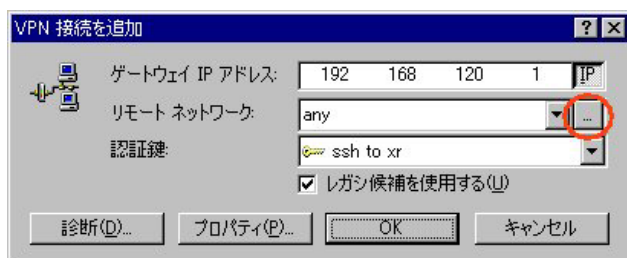 VPN 接続を追加
ゲートウェイ IP アドレス: 192 168 120 1 IP
リモート ネットワーク: any ...
認証鍵: ssh to xr
レガシ候補を使用する(U)
診断(D)... プロパティ(P)... OK キャンセル